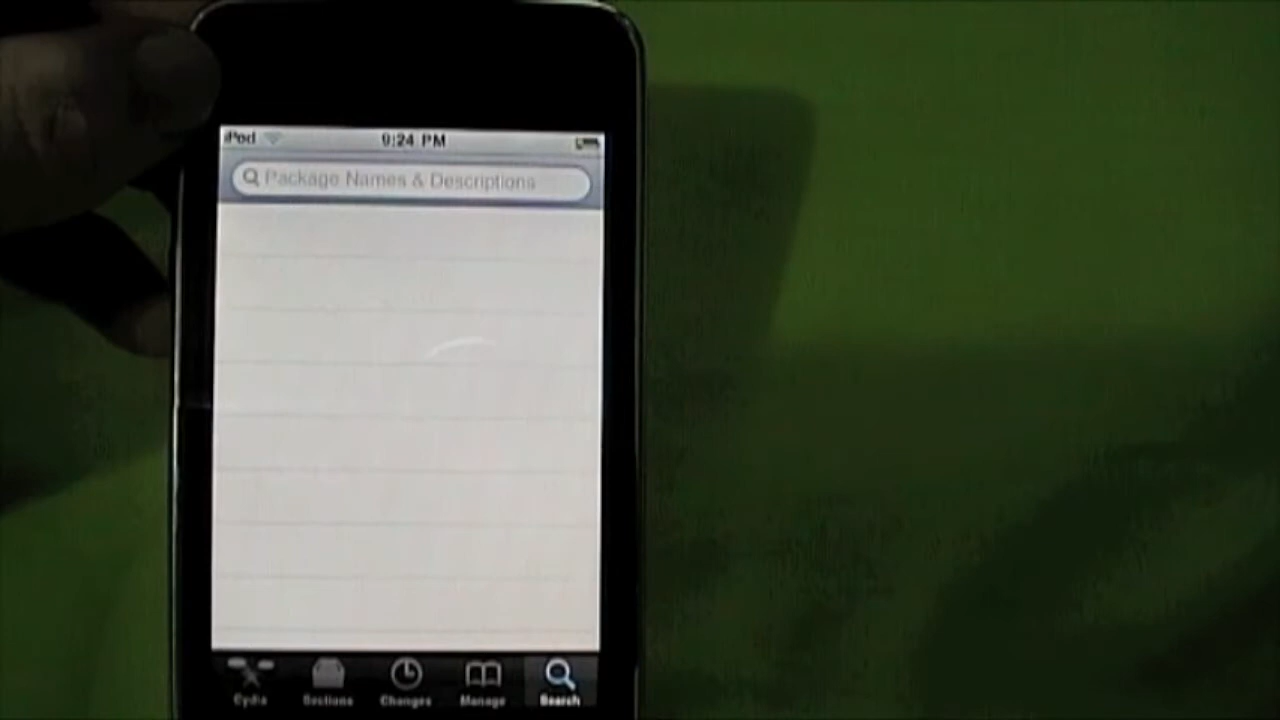 iPod 9:24 PM
Package Names & Descriptions
Cydia Sections Changes Manage Search